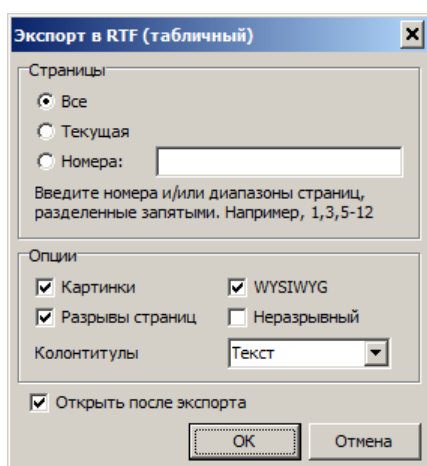 Экспорт в RTF (табличный)
Страницы
Все
Текущая
Номера:
Введите номера и/или диапазоны страниц,
разделенные запятыми. Например, 1,3,5-12
Опции
Картинки WYSIWYG
Разрывы страниц Неразрывный
Колонтитулы Текст
Открыть после экспорта
OK Отмена